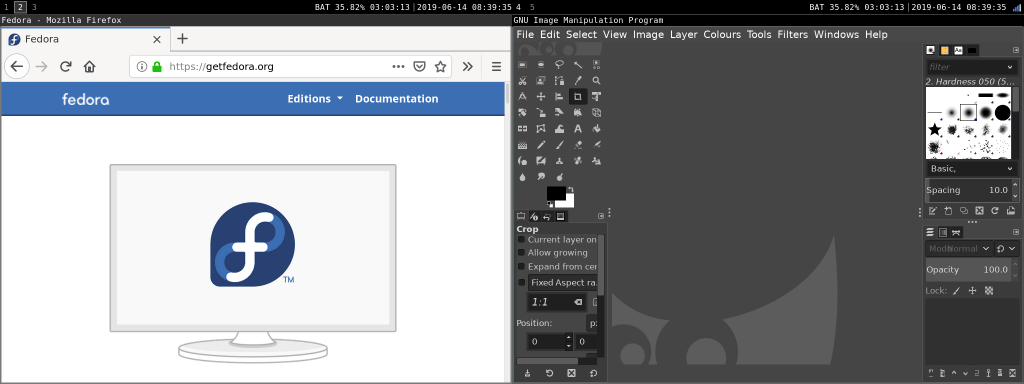 1 2 3
BAT 35.82% 03:03:13|2019-06-14 08:39:35
4 5
BAT 35.82% 03:03:13|2019-06-14 08:39:35
Fedora - Mozilla Firefox
Fedora
https://getfedora.org
fedora
Editions
Documentation
TM
GNU Image Manipulation Program
File Edit Select View Image Layer Colours Tools Filters Windows Help
Crop
Current layer on
Allow growing
Expand from cer
Fixed Aspect ra.
1:1
Position:
0 0
filter
2. Hardness 050 (5...
Basic,
Spacing 10.0
Mode Normal
Opacity 100.0
Lock: